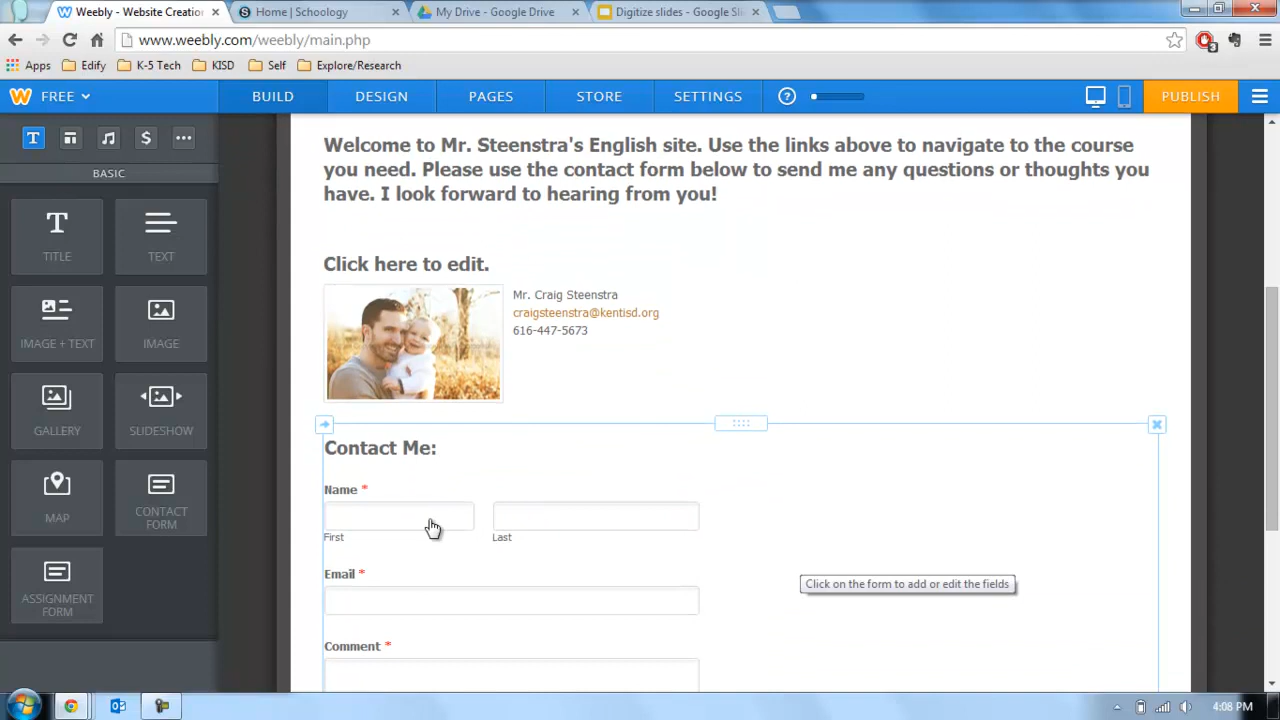 Weebly - Website Creatio
Home | Schoology
My Drive - Google Drive
Digitize slides - Google Sli
www.weebly.com/weebly/main.php
3
Apps
Edify
K-5 Tech
KISD
Self
Explore/Research
FREE
BUILD
DESIGN
PAGES
STORE
SETTINGS
?
PUBLISH
BASIC
TITLE
TEXT
IMAGE + TEXT
IMAGE
GALLERY
SLIDESHOW
MAP
CONTACT
FORM
ASSIGNMENT
FORM
Welcome to Mr. Steenstra's English site. Use the links above to navigate to the course
you need. Please use the contact form below to send me any questions or thoughts you
have. I look forward to hearing from you!
Click here to edit.
Mr. Craig Steenstra
craigsteenstra@kentisd.org
616-447-5673
Contact Me:
Name *
First
Last
Email *
Click on the form to add or edit the fields
Comment *
4:08 PM